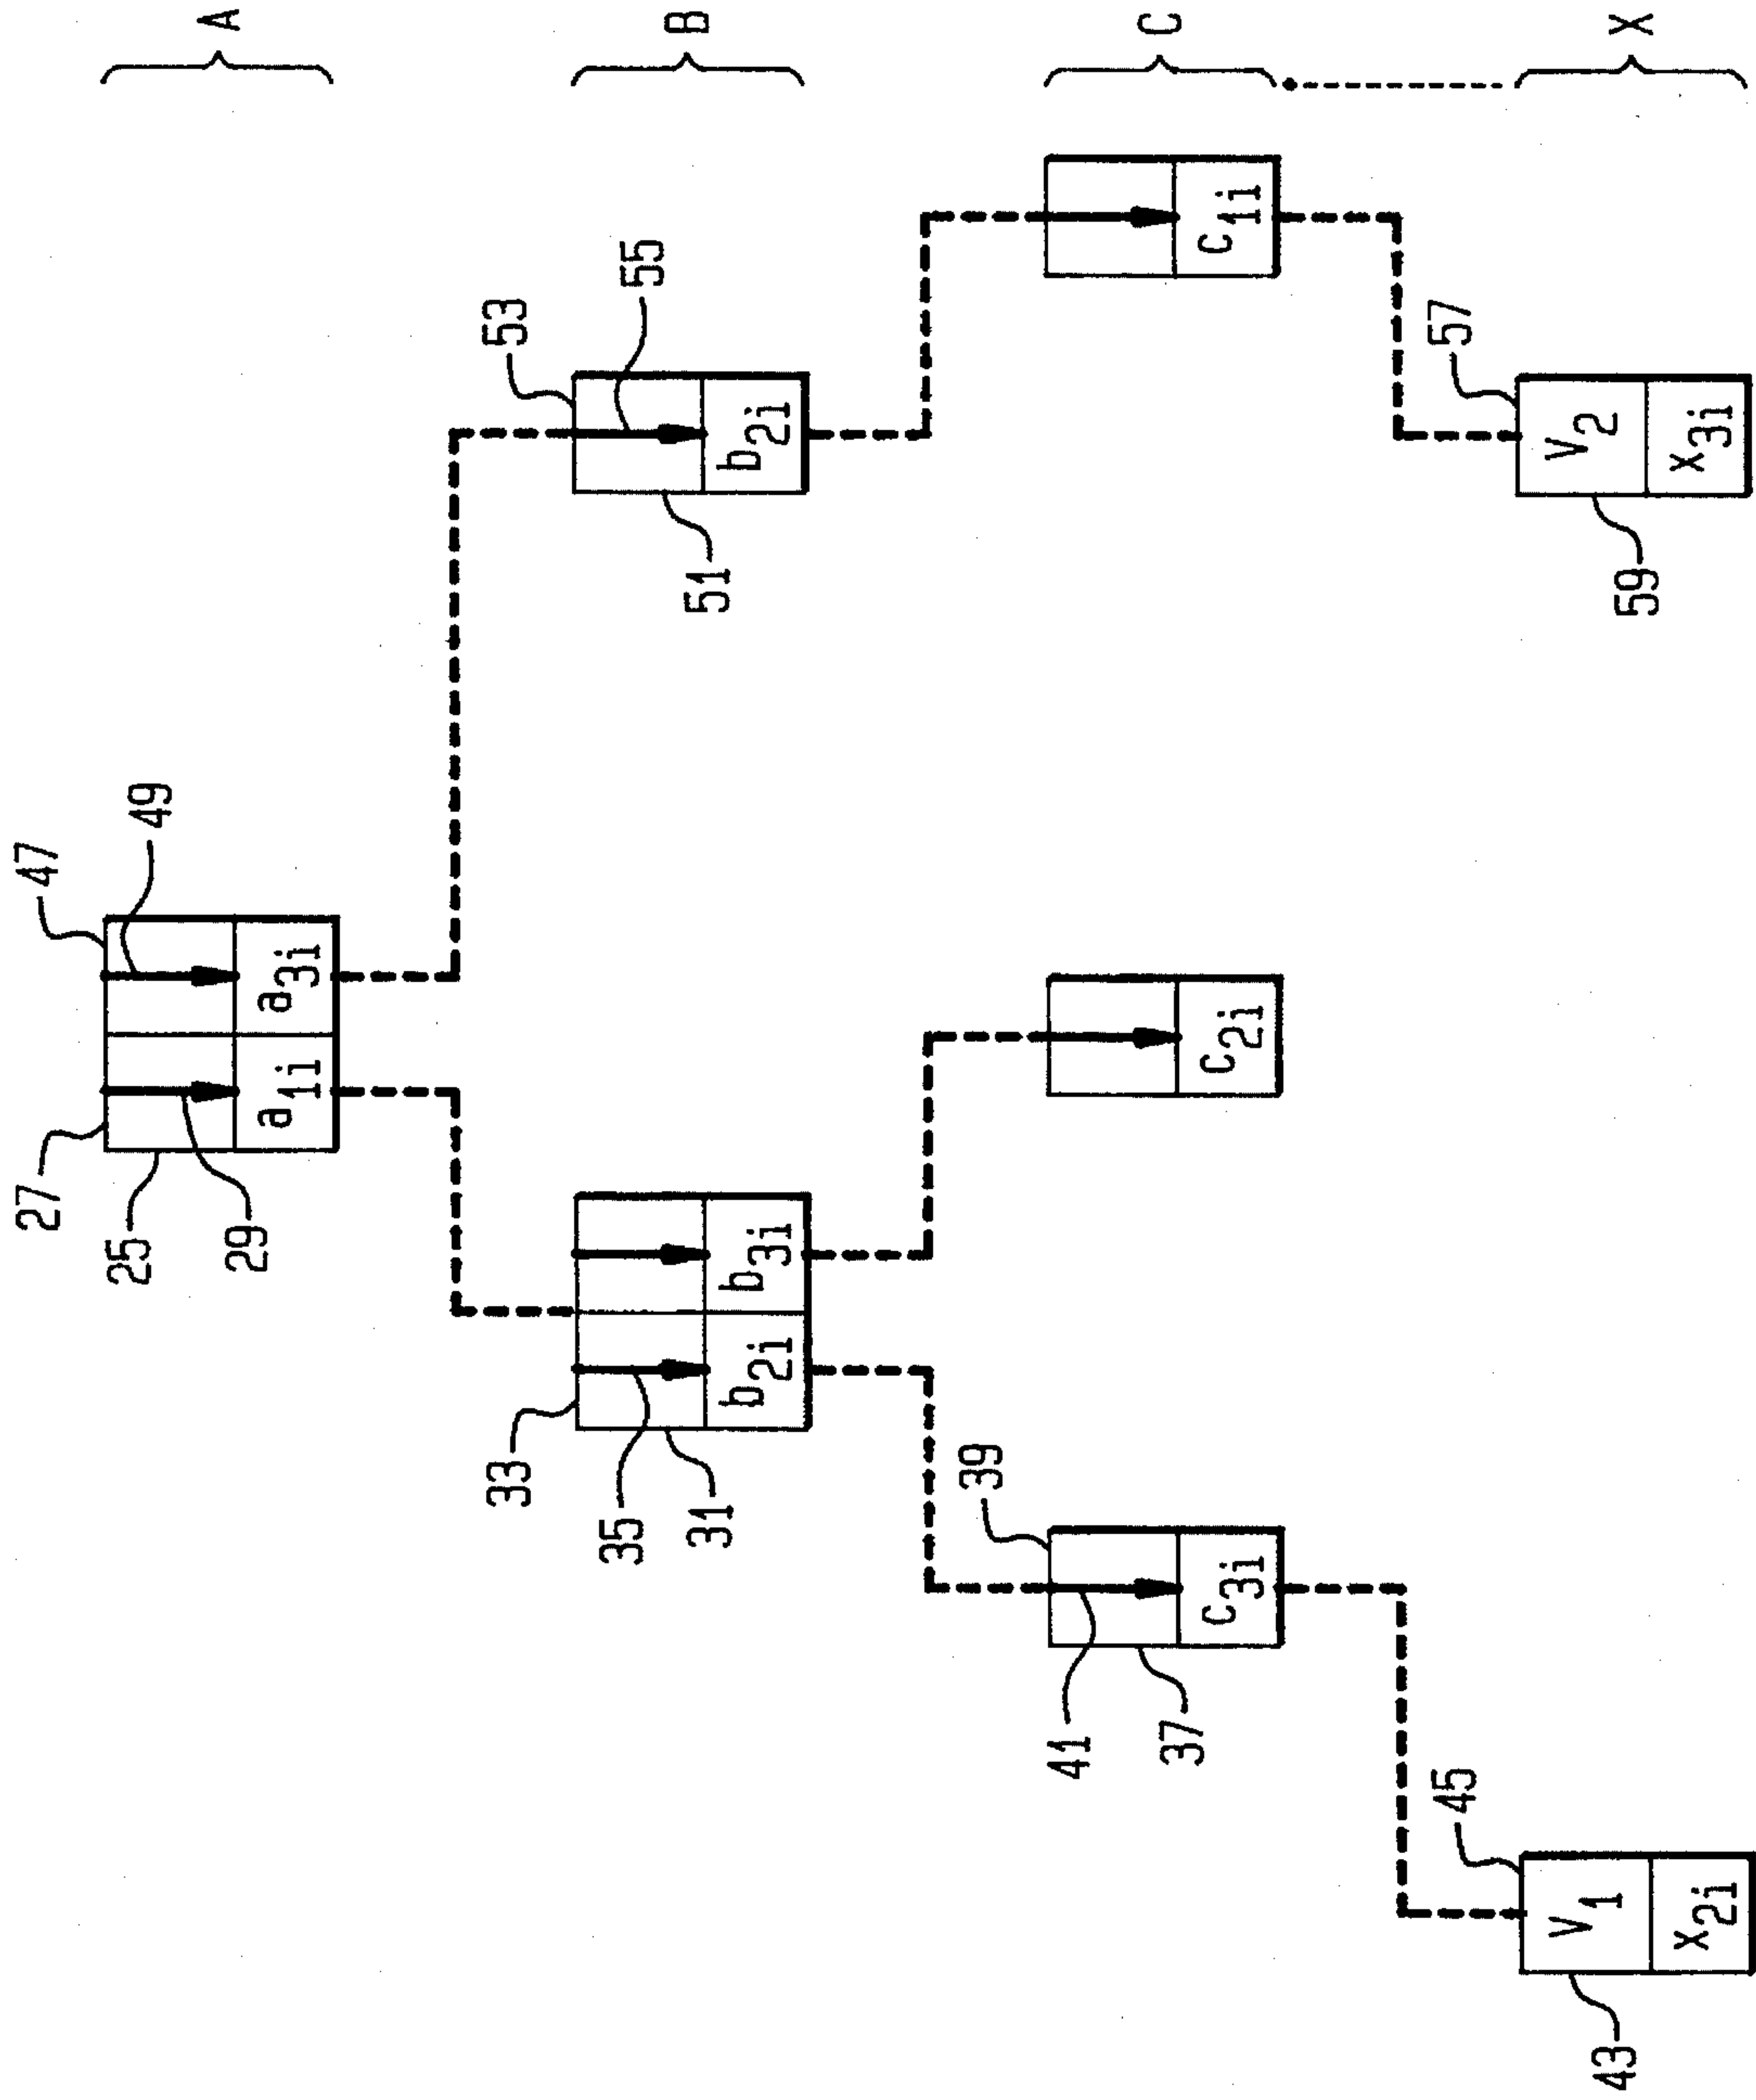 27 47
25 49
A
29
a1i a3i
33 53
35 55
B
31 51
b2i b3i b2i
39
41
C
37
c3i c2i c1i
45 57
V1 V2
43 59 X
x2i x3i